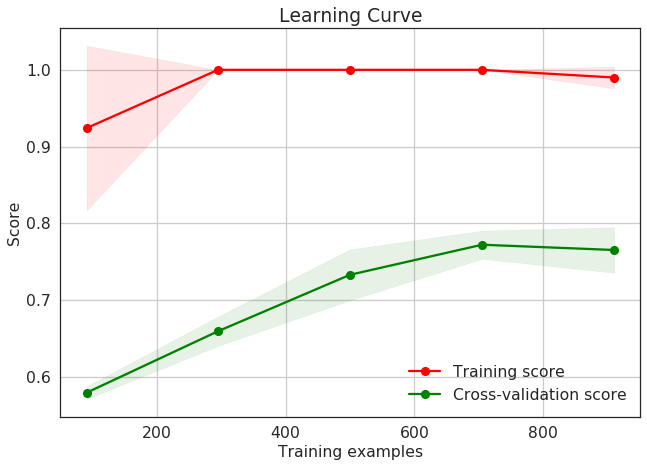 Learning Curve
1.0
0.9
0.8
0.7
0.6
Score
Training score
Cross-validation score
200
400
600
800
Training examples